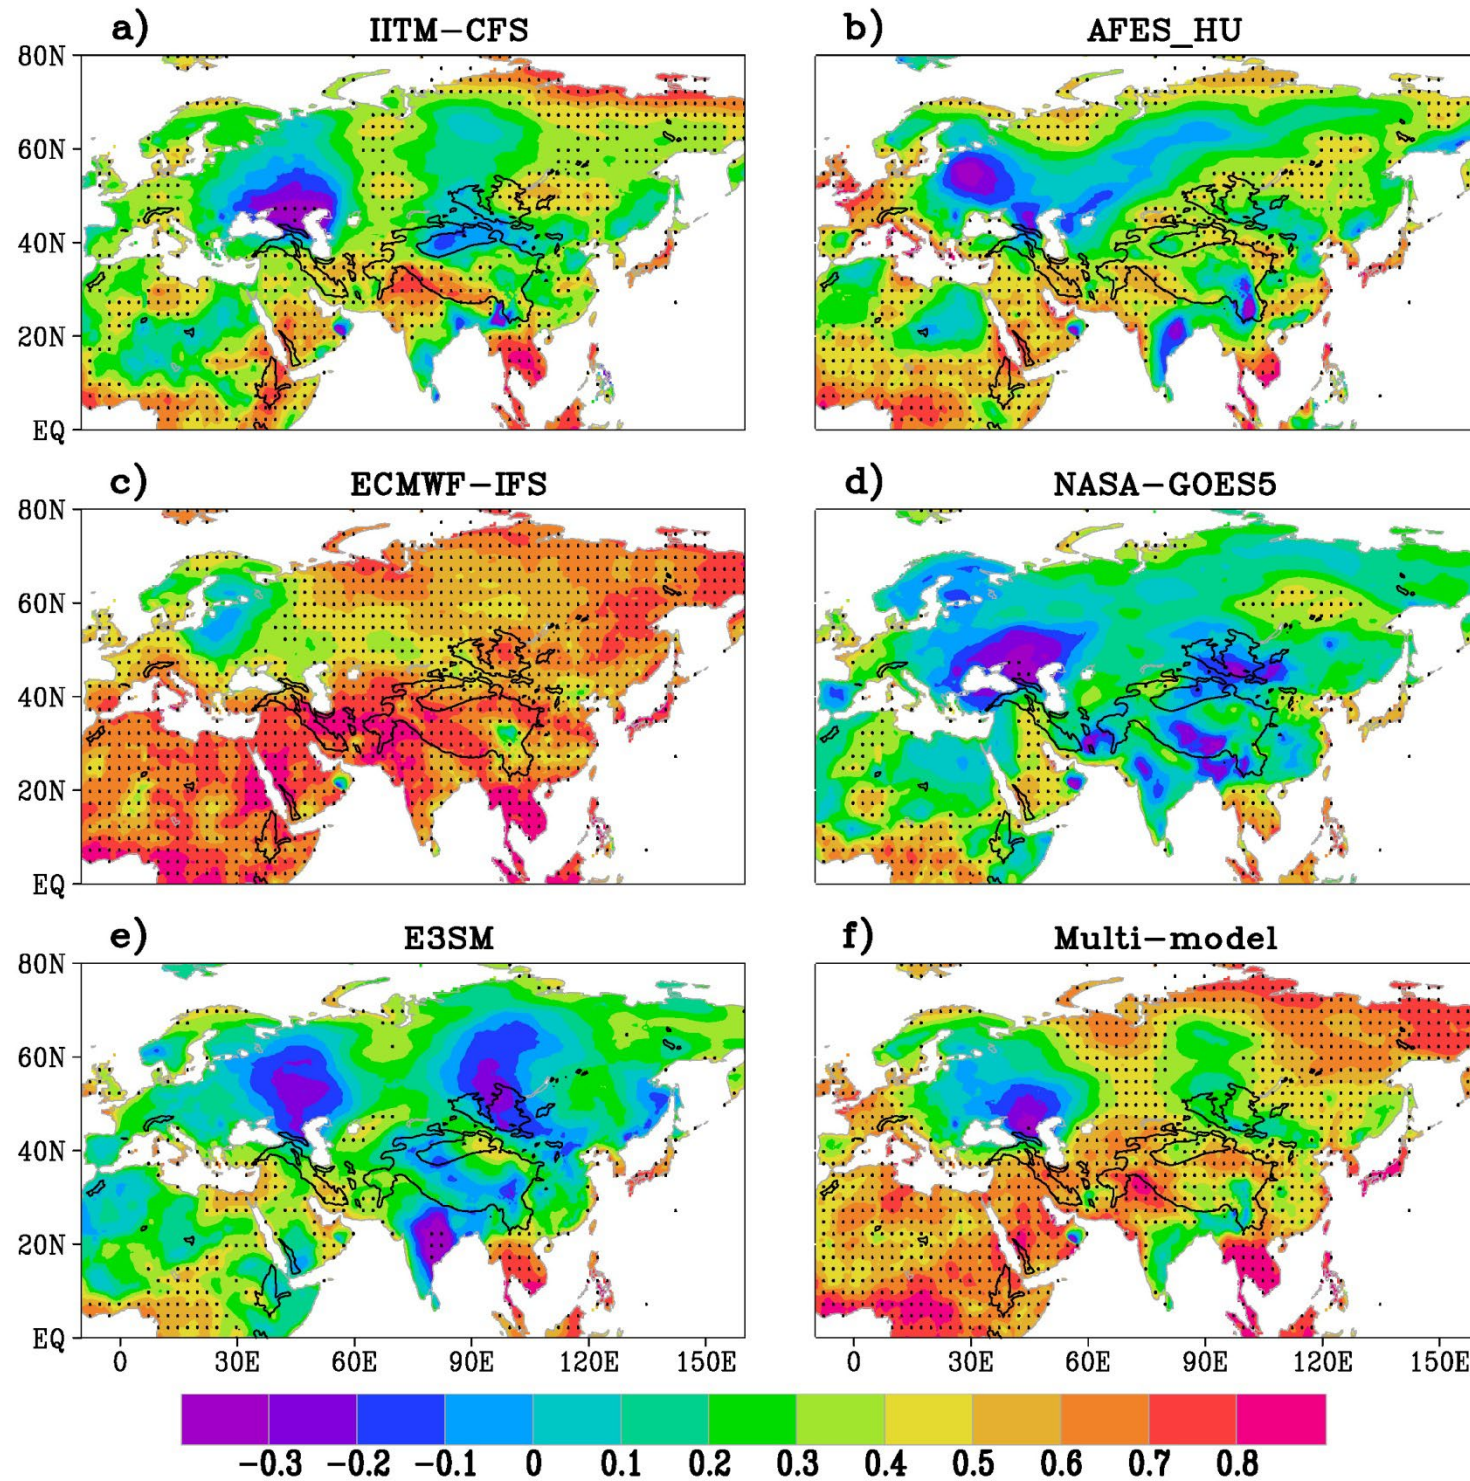 a) IITM-CFS
b) AFES_HU
80N
60N
40N
20N
EQ
c) ECMWF-IFS
d) NASA-GOES5
80N
60N
40N
20N
EQ
e) E3SM
f) Multi-model
80N
60N
40N
20N
EQ
0 30E 60E 90E 120E 150E
0 30E 60E 90E 120E 150E
-0.3 -0.2 -0.1 0 0.1 0.2 0.3 0.4 0.5 0.6 0.7 0.8